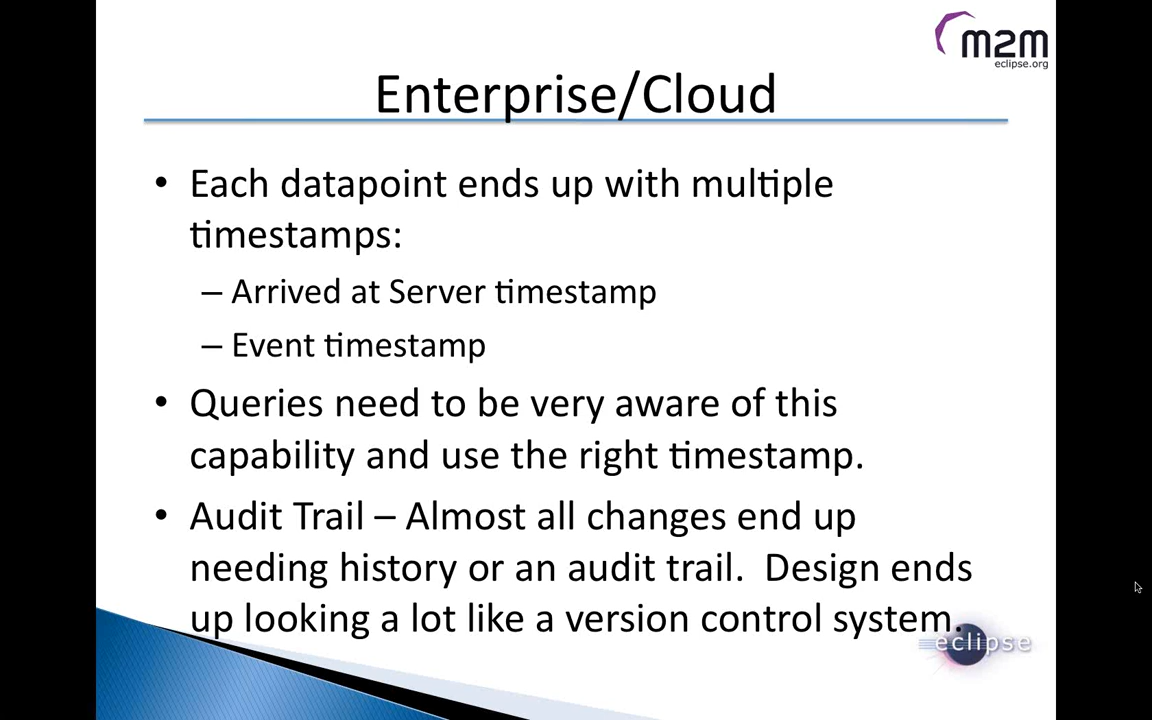 m2m
eclipse.org
Enterprise/Cloud
• Each datapoint ends up with multiple
timestamps:
– Arrived at Server timestamp
– Event timestamp
• Queries need to be very aware of this
capability and use the right timestamp.
• Audit Trail – Almost all changes end up
needing history or an audit trail.  Design ends
up looking a lot like a version control system.
eclipse